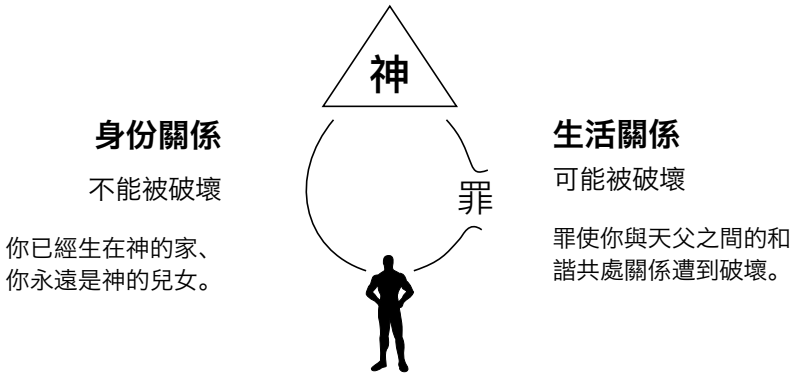 神
身份關係
不能被破壞
你已經生在神的家、
你永遠是神的兒女。
罪
生活關係
可能被破壞
罪使你與天父之間的和
諧共處關係遭到破壞。